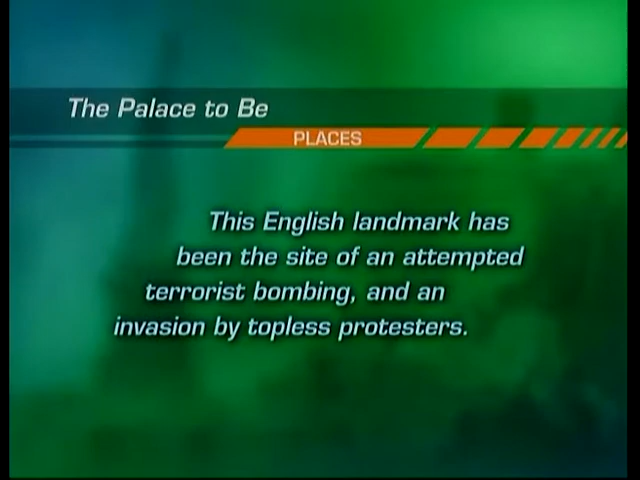 The Palace to Be
PLACES
This English landmark has
been the site of an attempted
terrorist bombing, and an
invasion by topless protesters.